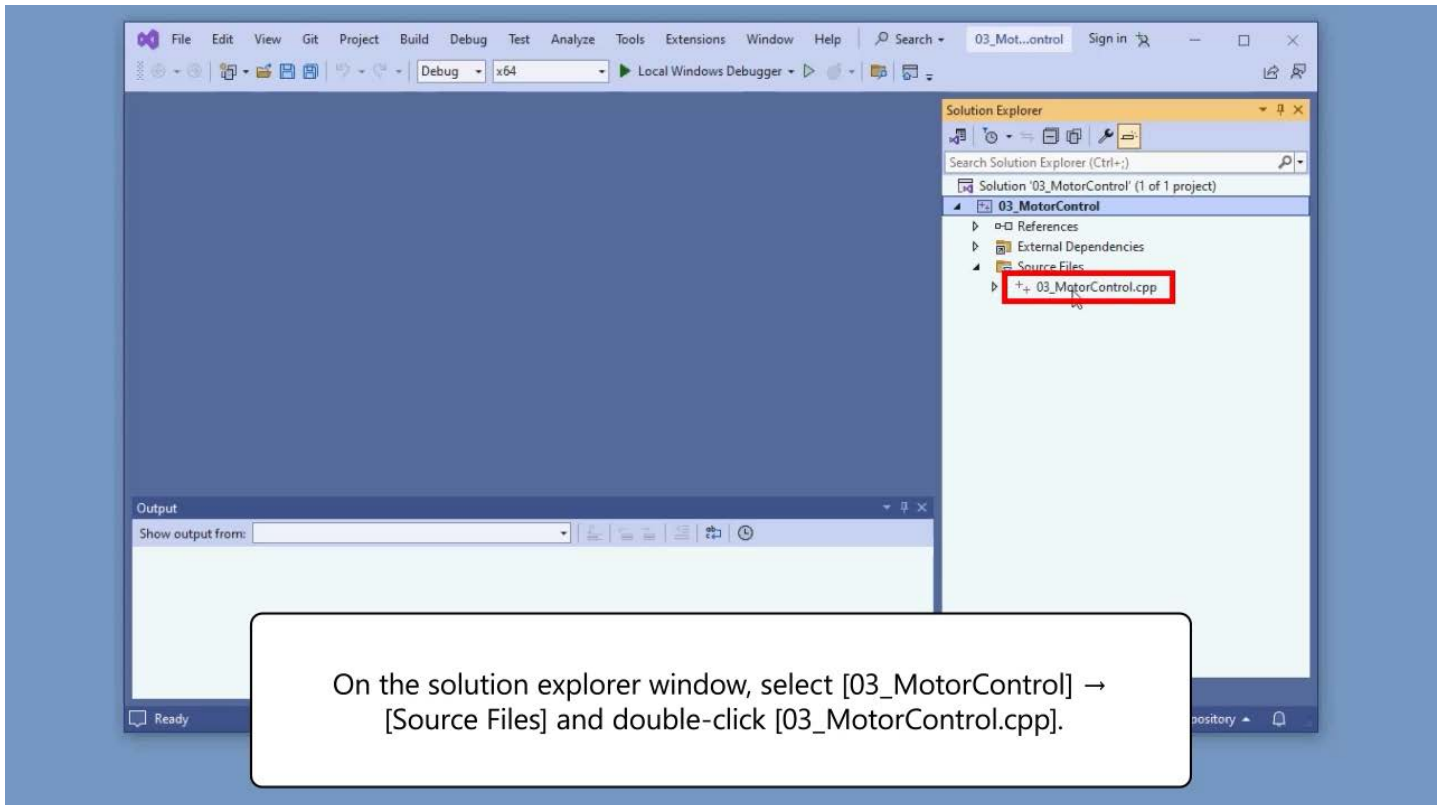 File Edit View Git Project Build Debug Test Analyze Tools Extensions Window Help Search 03_Mot...ontrol Sign in
Debug x64 Local Windows Debugger
Solution Explorer
Search Solution Explorer (Ctrl+;)
Solution '03_MotorControl' (1 of 1 project)
03_MotorControl
References
External Dependencies
Source Files
03_MotorControl.cpp
Output
Show output from:
On the solution explorer window, select [03_MotorControl] →
[Source Files] and double-click [03_MotorControl.cpp].
Ready